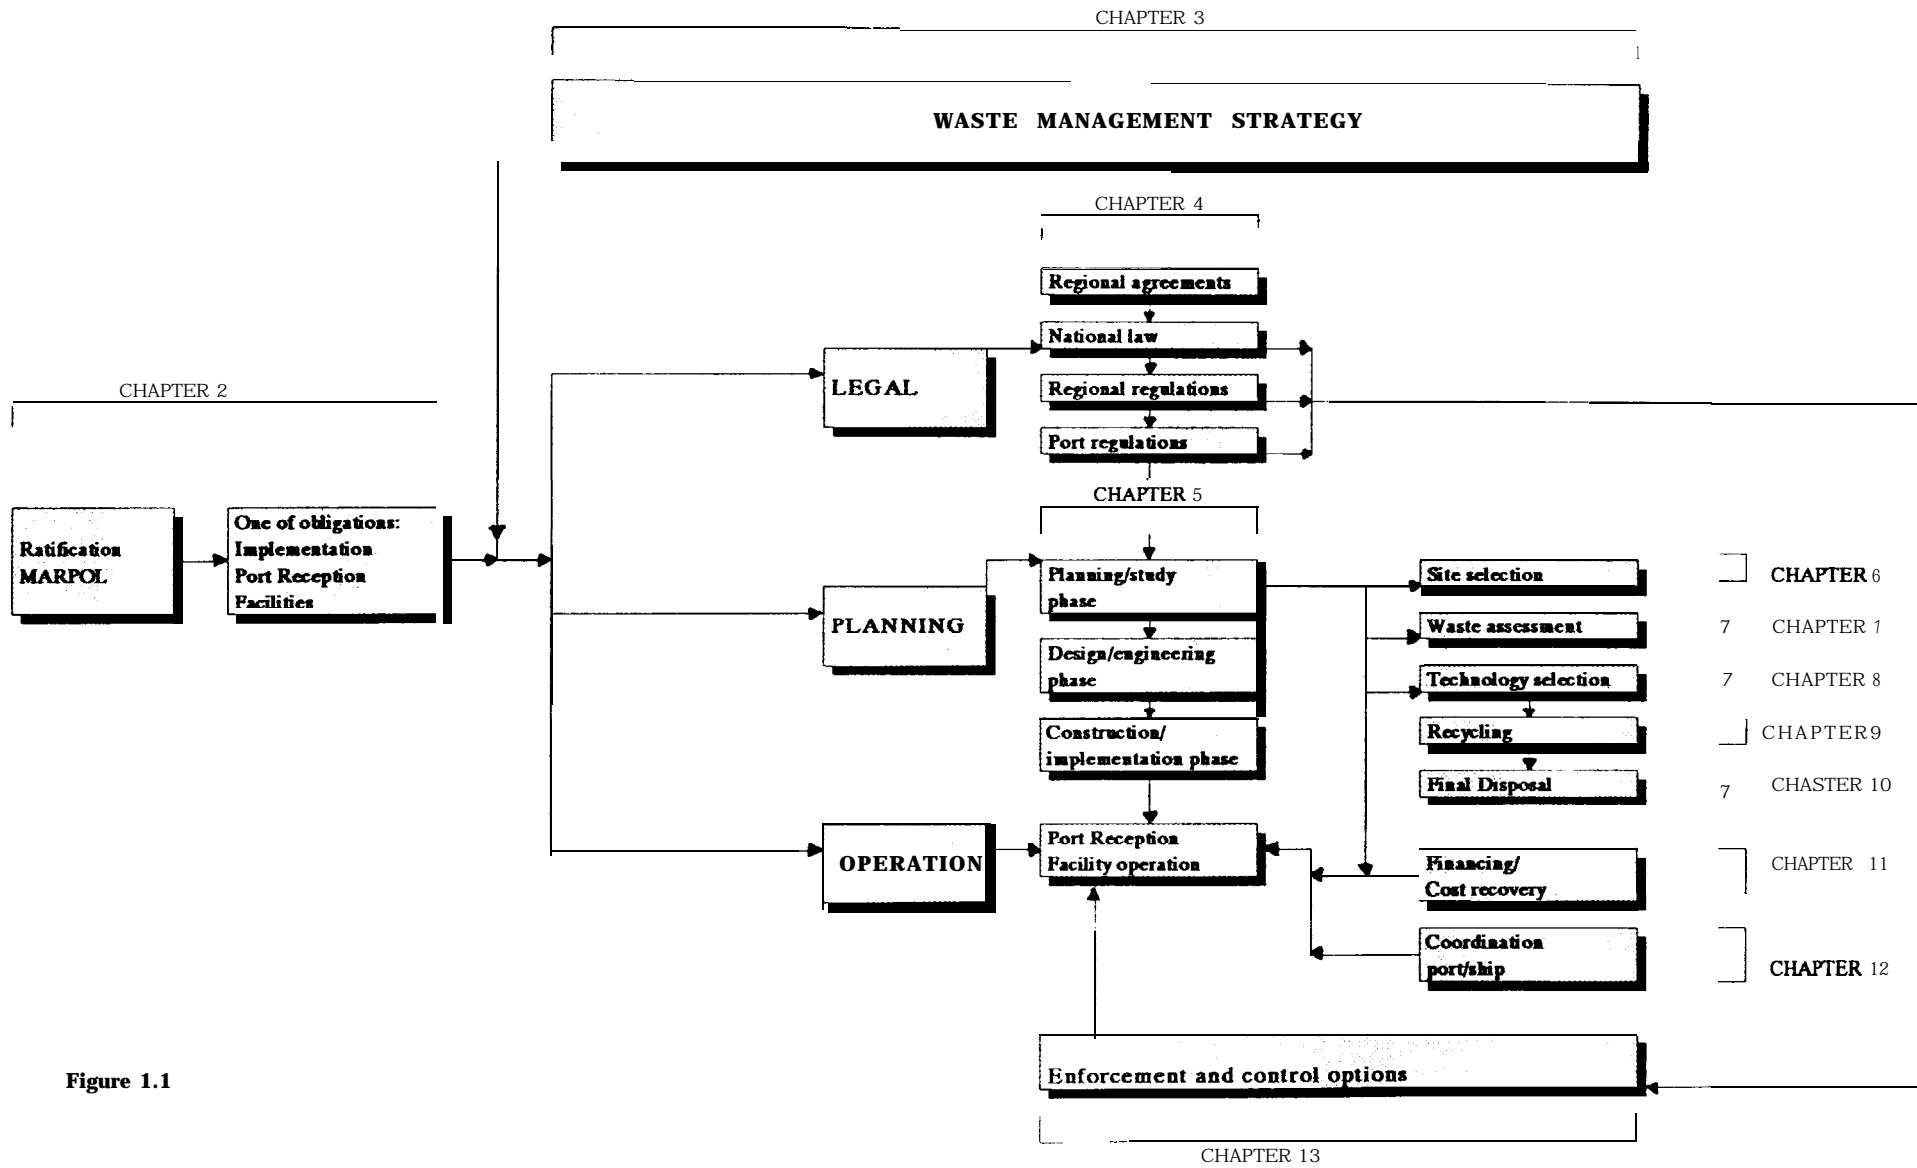 CHAPTER 3
WASTE MANAGEMENT STRATEGY
CHAPTER 4
Regional agreements
National law
Regional regulations
Port regulations
LEGAL
CHAPTER 2
Ratification
MARPOL
One of obligations:
Implementation
Port Reception
Facilities
CHAPTER 5
PLANNING
Planning/study
phase
Design/engineering
phase
Construction/
implementation phase
Site selection
CHAPTER 6
Waste assessment
7 CHAPTER 1
Technology selection
7 CHAPTER 8
Recycling
CHAPTER9
Final Disposal
7 CHASTER 10
OPERATION
Port Reception
Facility operation
Financing/
Cost recovery
CHAPTER 11
Coordination
port/ship
CHAPTER 12
Enforcement and control options
CHAPTER 13
Figure 1.1